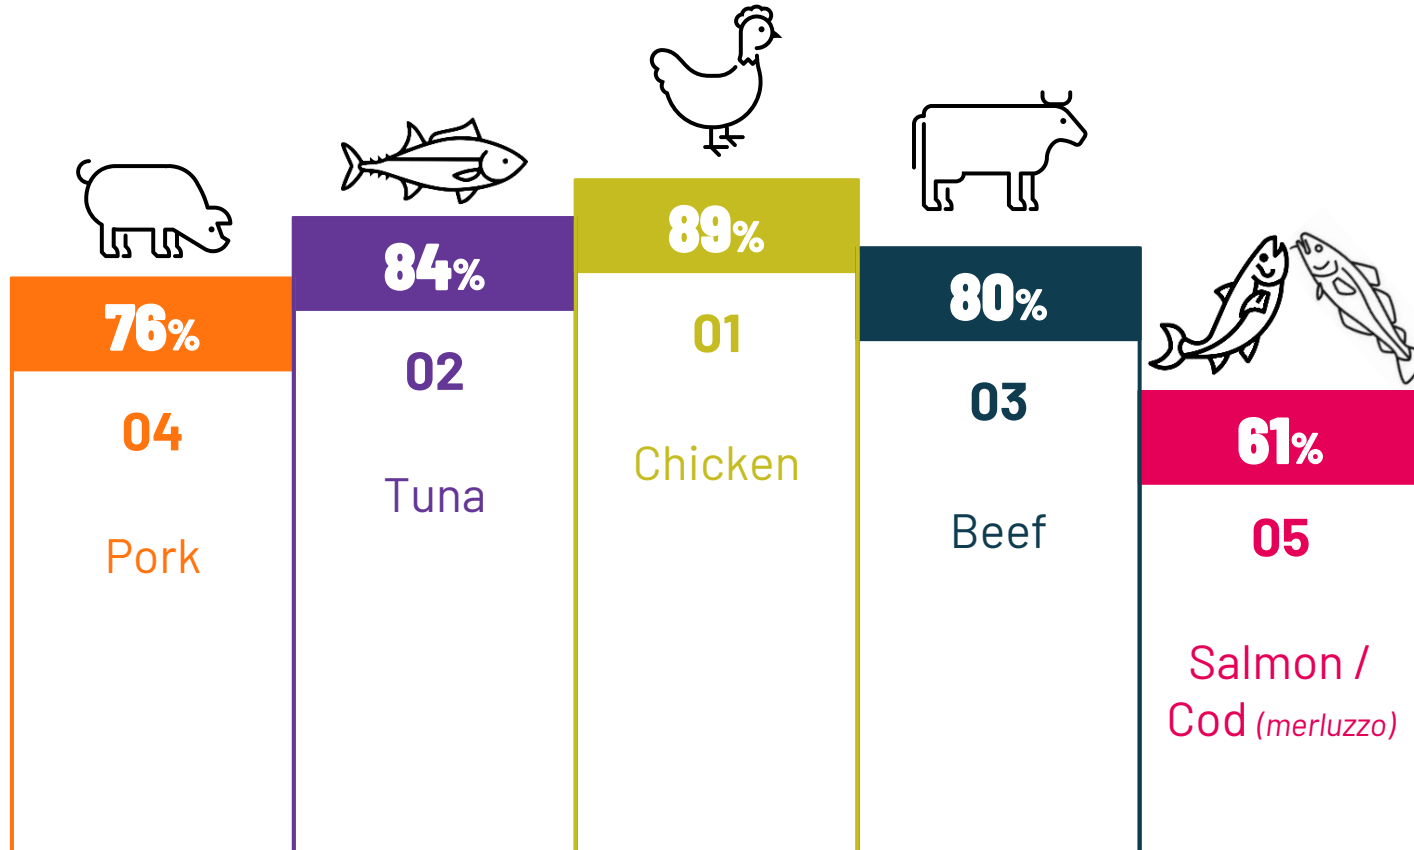 76%
04
Pork
84%
02
Tuna
89%
01
Chicken
80%
03
Beef
61%
05
Salmon /
Cod (merluzzo)